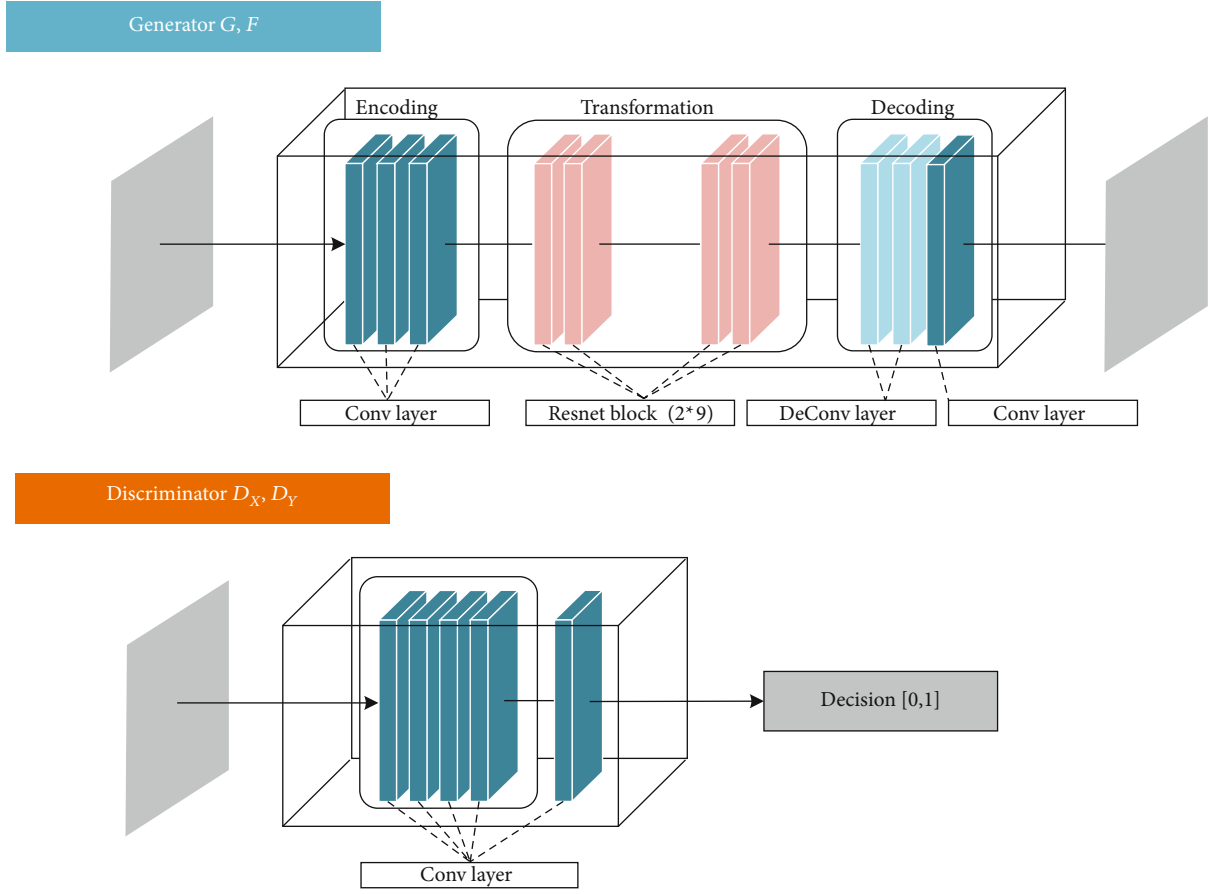 Generator G, F
Encoding
Transformation
Decoding
Conv layer
Resnet block (2*9)
DeConv layer
Conv layer
Discriminator D_X, D_Y
Decision [0,1]
Conv layer